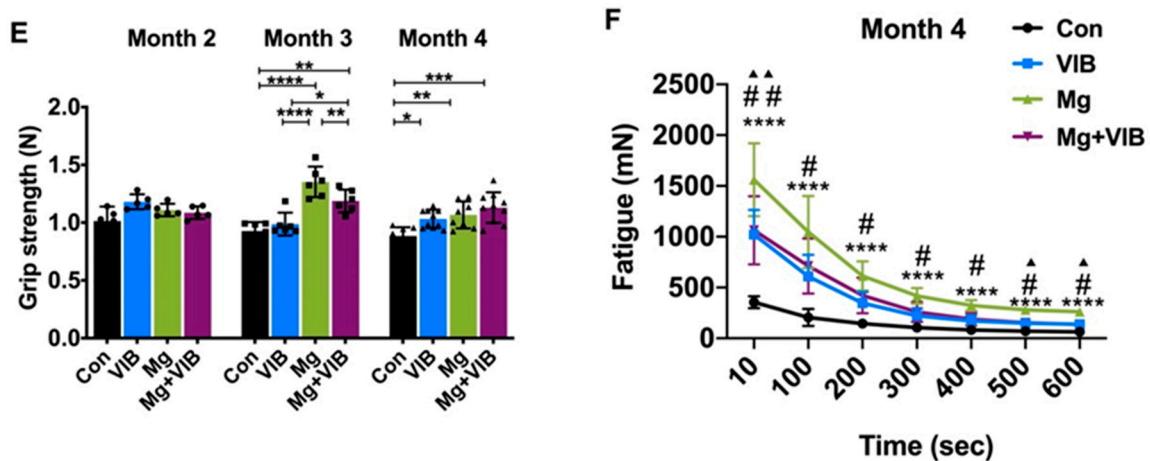 E
Month 2 Month 3 Month 4
** *** 
**** **
* *
**** **
Grip strength (N)
2.0
1.5
1.0
0.5
0.0
Con VIB Mg Mg+VIB Con VIB Mg Mg+VIB Con VIB Mg Mg+VIB
F
Month 4
Con
VIB
Mg
Mg+VIB
Fatigue (mN)
2500
2000
1500
1000
500
0
▲▲
## # # # # ▲ ▲
**** **** **** **** **** # #
**** ****
10 100 200 300 400 500 600
Time (sec)